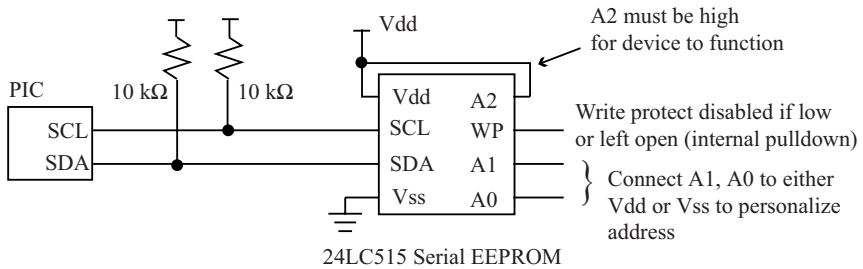 Vdd
A2 must be high
for device to function
10 kΩ
10 kΩ
PIC
SCL
SDA
Vdd
SCL
SDA
Vss
A2
WP
A1
A0
Write protect disabled if low
or left open (internal pulldown)
Connect A1, A0 to either
Vdd or Vss to personalize
address
24LC515 Serial EEPROM